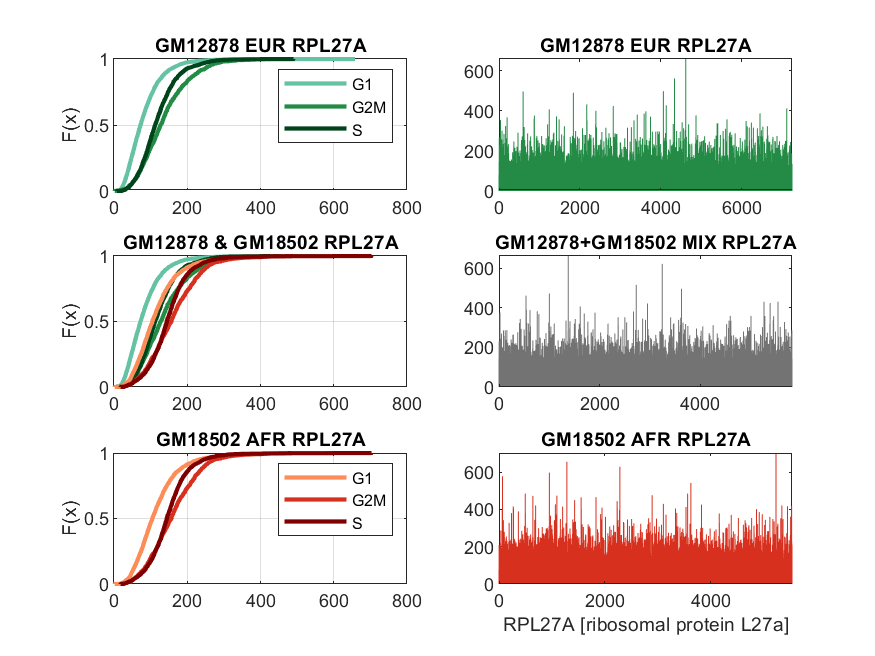 GM12878 EUR RPL27A
1
0.5
0
F(x)
G1
G2M
S
0 200 400 600 800
GM12878 EUR RPL27A
600
400
200
0
0 2000 4000 6000
GM12878 & GM18502 RPL27A
1
0.5
0
F(x)
0 200 400 600 800
GM12878+GM18502 MIX RPL27A
600
400
200
0
0 2000 4000
GM18502 AFR RPL27A
1
0.5
0
F(x)
G1
G2M
S
0 200 400 600 800
GM18502 AFR RPL27A
600
400
200
0
0 2000 4000
RPL27A [ribosomal protein L27a]